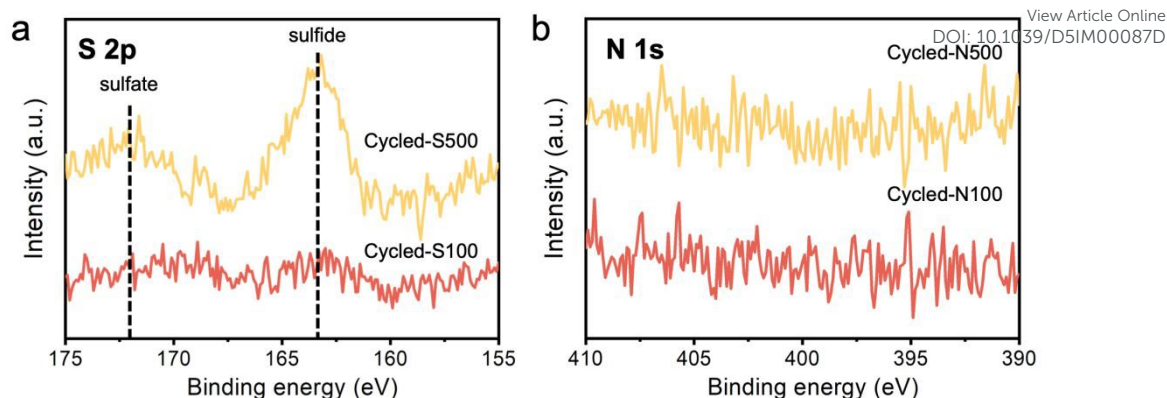 View Article Online
DOI: 10.1039/D5IM00087D
a
S 2p
sulfate
sulfide
Cycled-S500
Cycled-S100
Intensity (a.u.)
175 170 165 160 155
Binding energy (eV)
b
N 1s
Cycled-N500
Cycled-N100
Intensity (a.u.)
410 405 400 395 390
Binding energy (eV)